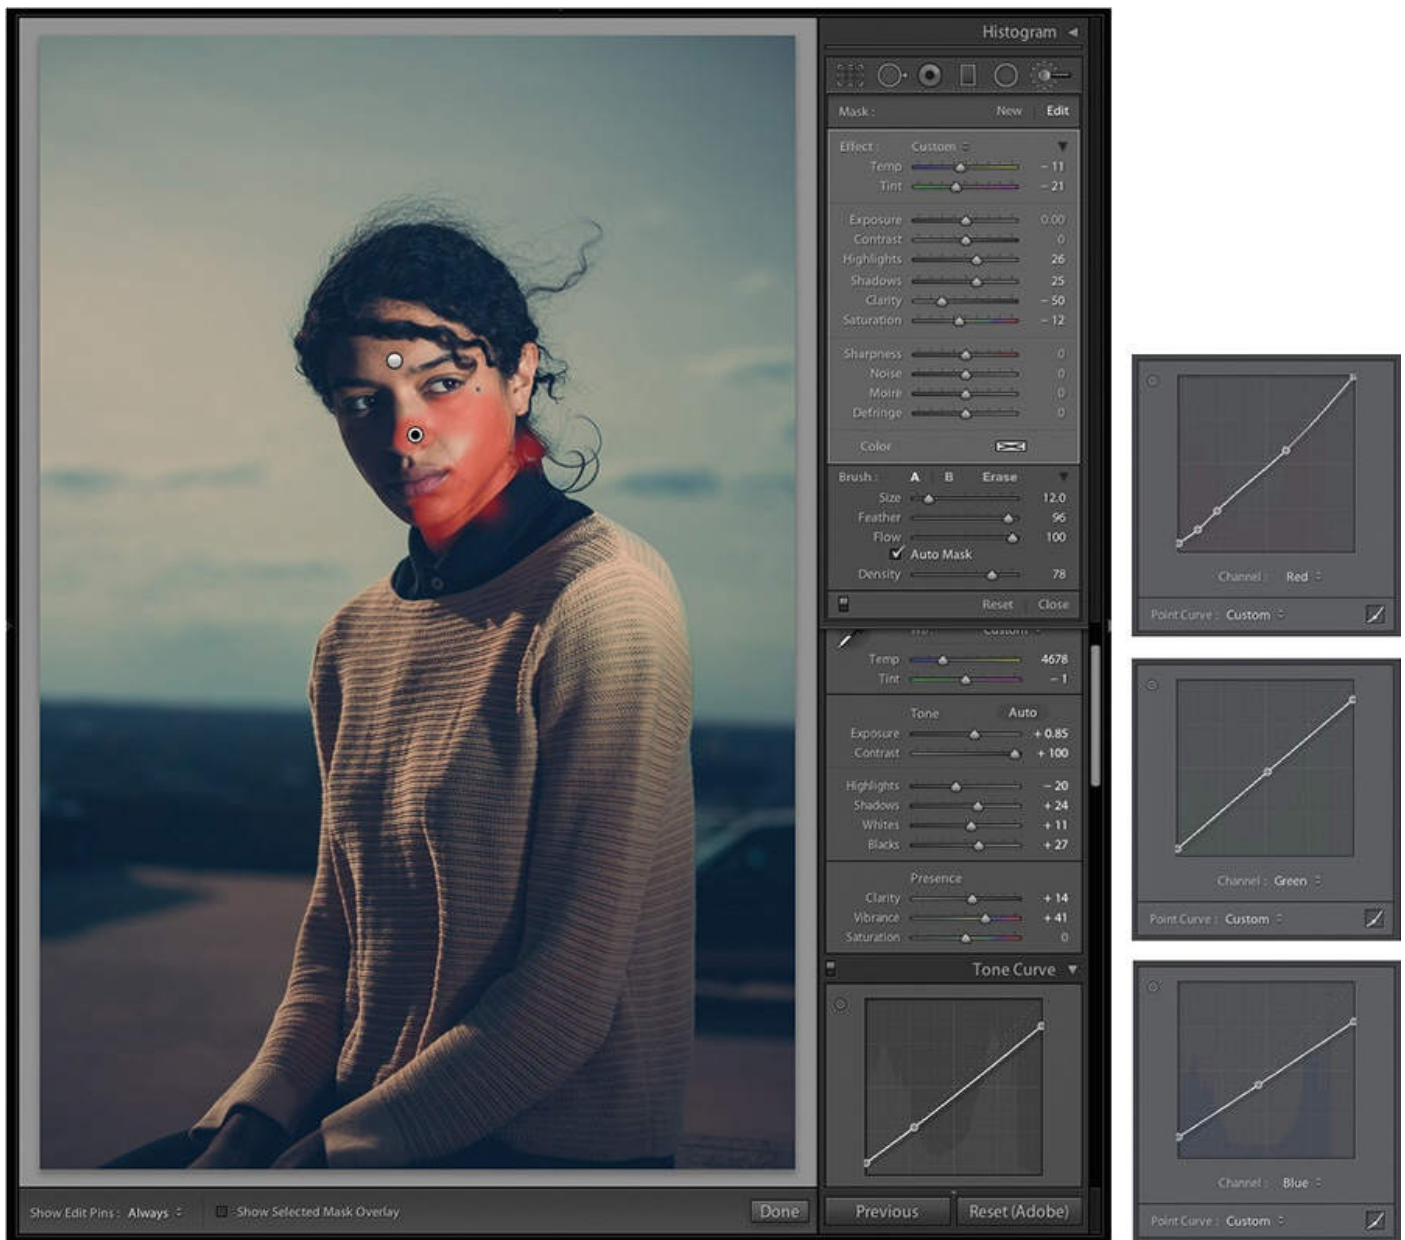 Histogram
Mask : New Edit
Effect : Custom
Temp - 11
Tint - 21
Exposure 0.00
Contrast 0
Highlights 26
Shadows 25
Clarity - 50
Saturation - 12
Sharpness 0
Noise 0
Moire 0
Defringe 0
Color
Brush : A B Erase
Size 12.0
Feather 96
Flow 100
Auto Mask
Density 78
Reset Close
Custom
Temp 4678
Tint - 1
Tone Auto
Exposure + 0.85
Contrast + 100
Highlights - 20
Shadows + 24
Whites + 11
Blacks + 27
Presence
Clarity + 14
Vibrance + 41
Saturation 0
Tone Curve
Show Edit Pins : Always Show Selected Mask Overlay Done Previous Reset (Adobe)
Channel : Red
Point Curve : Custom
Channel : Green
Point Curve : Custom
Channel : Blue
Point Curve : Custom